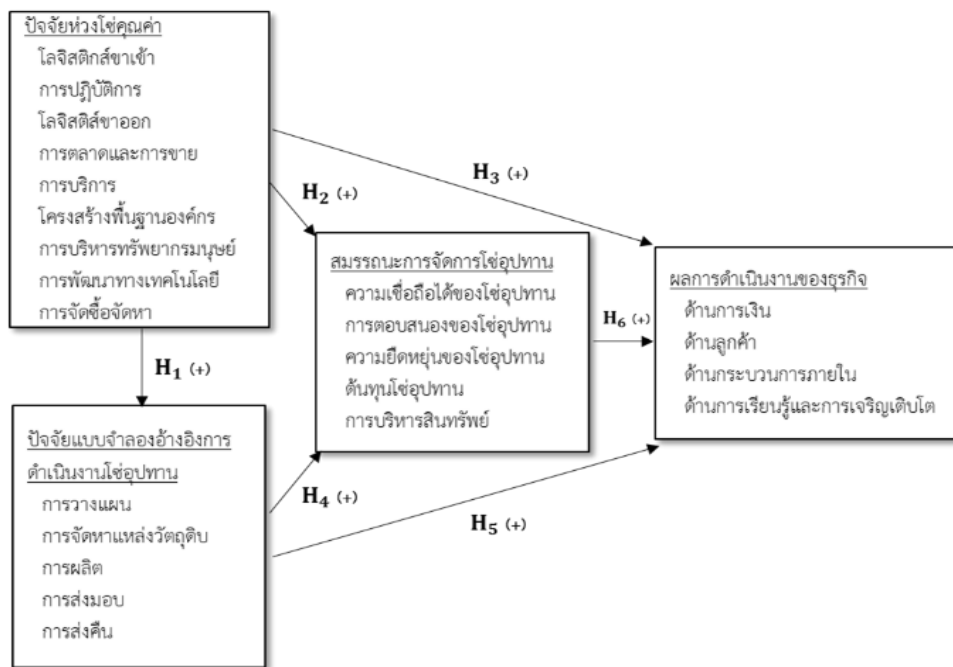 ปัจจัยห่วงโซ่คุณค่า
โลจิสติกส์ขาเข้า
การปฏิบัติการ
โลจิสติส์ขาออก
การตลาดและการขาย
การบริการ
โครงสร้างพื้นฐานองค์กร
การบริหารทรัพยากรมนุษย์
การพัฒนาทางเทคโนโลยี
การจัดซื้อจัดหา
H₃ (+)
H₂ (+)
สมรรถนะการจัดการโซ่อุปทาน
ความเชื่อถือได้ของโซ่อุปทาน
การตอบสนองของโซ่อุปทาน
ความยืดหยุ่นของโซ่อุปทาน
ต้นทุนโซ่อุปทาน
การบริหารสินทรัพย์
H₆ (+)
ผลการดำเนินงานของธุรกิจ
ด้านการเงิน
ด้านลูกค้า
ด้านกระบวนการภายใน
ด้านการเรียนรู้และการเจริญเติบโต
H₁ (+)
ปัจจัยแบบจำลองอ้างอิงการ
ดำเนินงานโซ่อุปทาน
การวางแผน
การจัดหาแหล่งวัตถุดิบ
การผลิต
การส่งมอบ
การส่งคืน
H₄ (+)
H₅ (+)